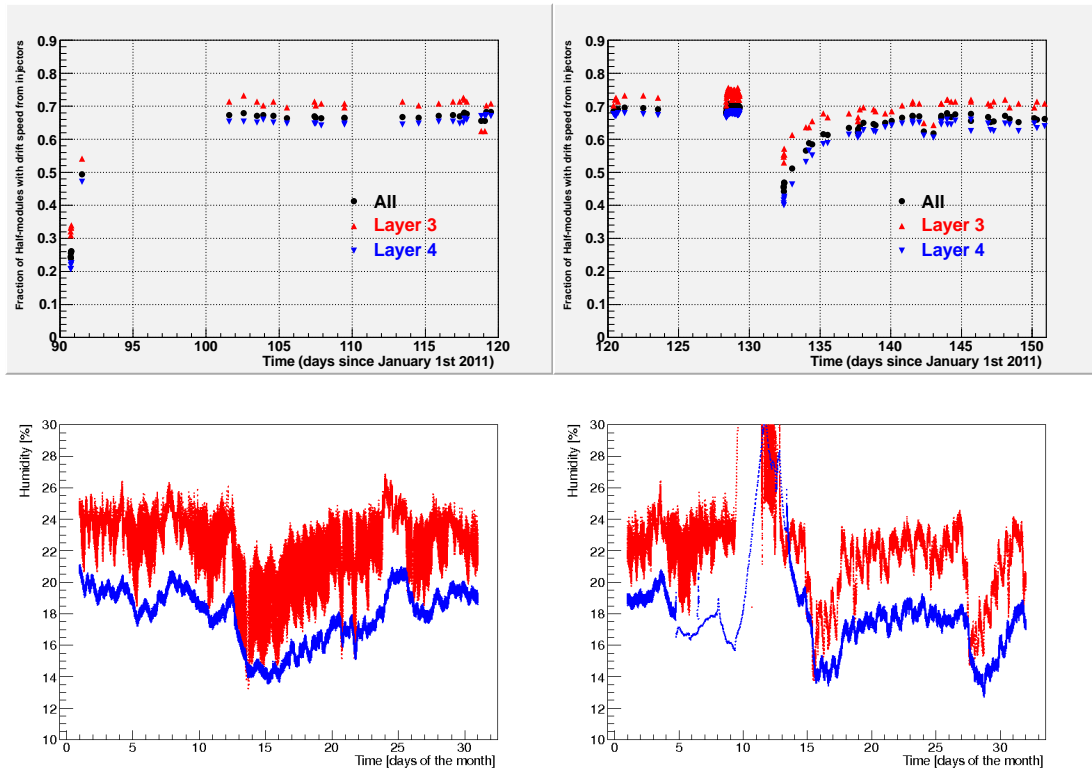 Fraction of Half-modules with drift speed from injectors
0.9
0.8
0.7
0.6
0.5
0.4
0.3
0.2
0.1
0
All
Layer 3
Layer 4
90 95 100 105 110 115 120
Time (days since January 1st 2011)
Fraction of Half-modules with drift speed from injectors
0.9
0.8
0.7
0.6
0.5
0.4
0.3
0.2
0.1
0
All
Layer 3
Layer 4
120 125 130 135 140 145 150
Time (days since January 1st 2011)
Humidity [%]
30
28
26
24
22
20
18
16
14
12
10
0 5 10 15 20 25 30
Time [days of the month]
Humidity [%]
30
28
26
24
22
20
18
16
14
12
10
0 5 10 15 20 25 30
Time [days of the month]